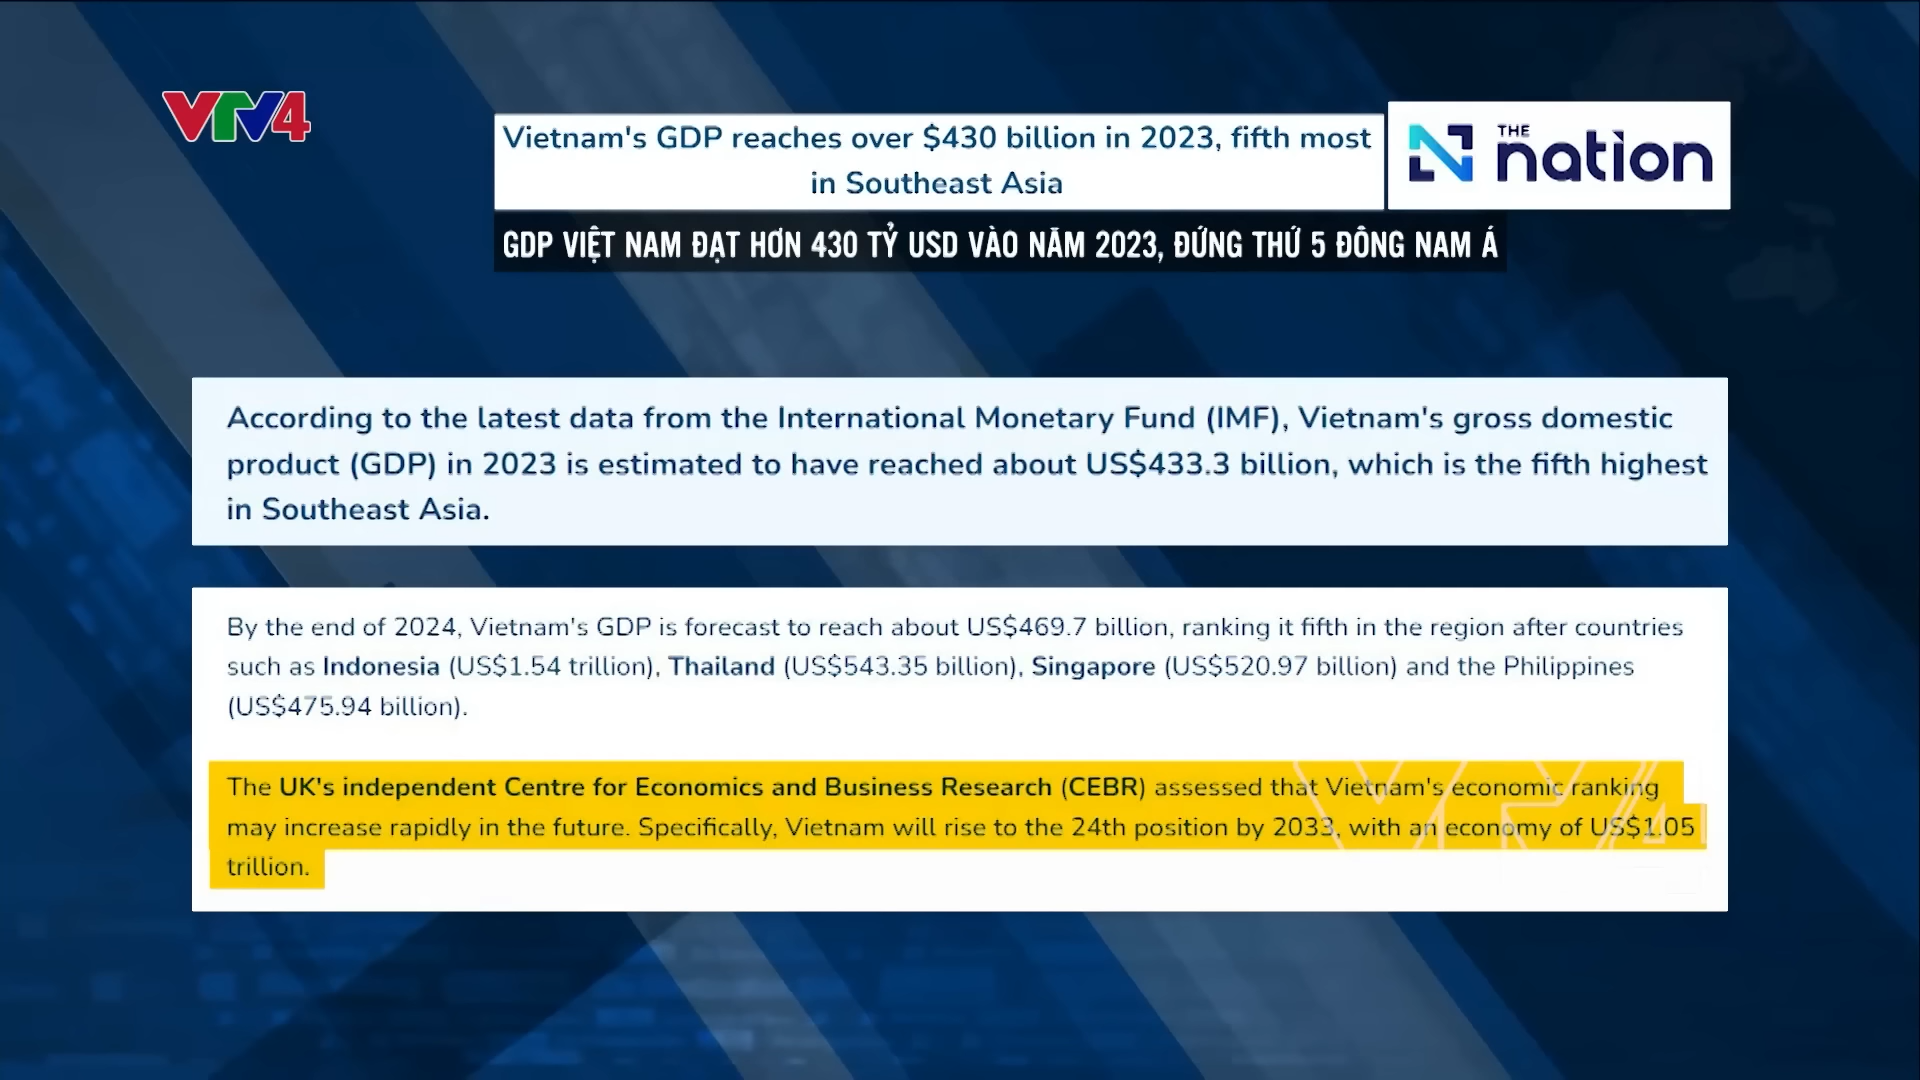 VTV4
Vietnam's GDP reaches over $430 billion in 2023, fifth most
in Southeast Asia
THE
nation
GDP VIỆT NAM ĐẠT HƠN 430 TỶ USD VÀO NĂM 2023, ĐỨNG THỨ 5 ĐÔNG NAM Á
According to the latest data from the International Monetary Fund (IMF), Vietnam's gross domestic
product (GDP) in 2023 is estimated to have reached about US$433.3 billion, which is the fifth highest
in Southeast Asia.
By the end of 2024, Vietnam's GDP is forecast to reach about US$469.7 billion, ranking it fifth in the region after countries
such as Indonesia (US$1.54 trillion), Thailand (US$543.35 billion), Singapore (US$520.97 billion) and the Philippines
(US$475.94 billion).
The UK's independent Centre for Economics and Business Research (CEBR) assessed that Vietnam's economic ranking
may increase rapidly in the future. Specifically, Vietnam will rise to the 24th position by 2033, with an economy of US$1.05
trillion.
VTV4